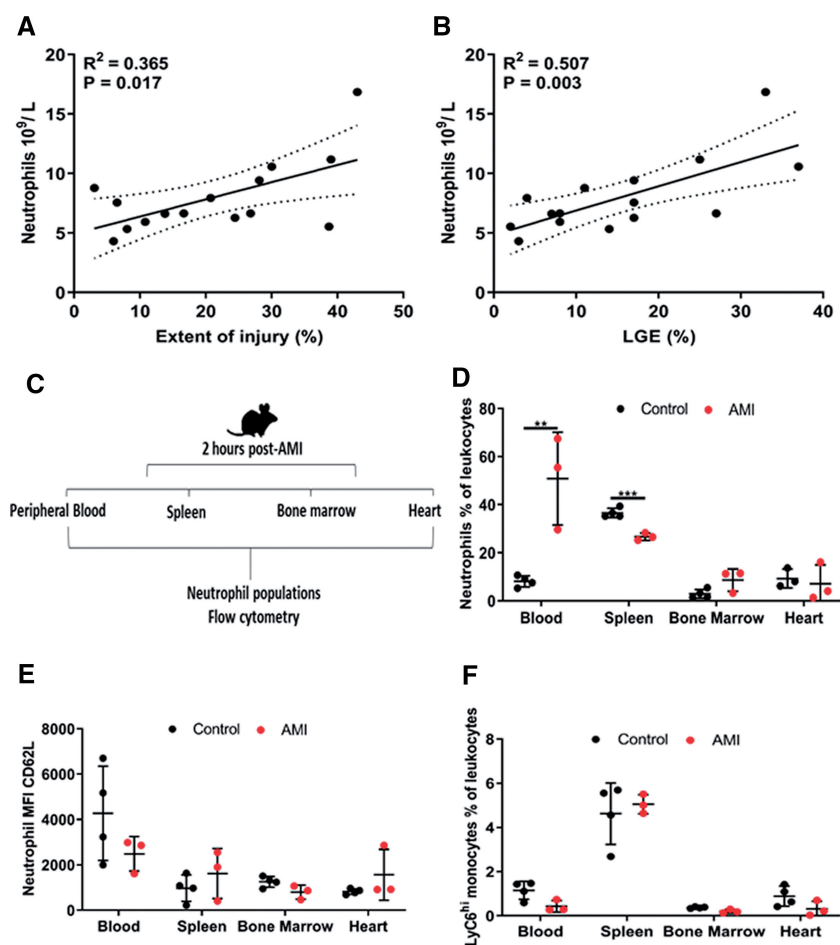 A
R² = 0.365
P = 0.017
Neutrophils 10⁹/ L
20
15
10
5
0
0 10 20 30 40 50
Extent of injury (%)
B
R² = 0.507
P = 0.003
Neutrophils 10⁹/ L
20
15
10
5
0
0 10 20 30 40
LGE (%)
C
2 hours post-AMI
Peripheral Blood Spleen Bone marrow Heart
Neutrophil populations
Flow cytometry
D
Control AMI
Neutrophils % of leukocytes
80
60
40
20
0
**
***
Blood Spleen Bone Marrow Heart
E
Control AMI
Neutrophil MFI CD62L
8000
6000
4000
2000
0
Blood Spleen Bone Marrow Heart
F
Control AMI
LyC6ʰⁱ monocytes % of leukocytes
8
6
4
2
0
Blood Spleen Bone Marrow Heart